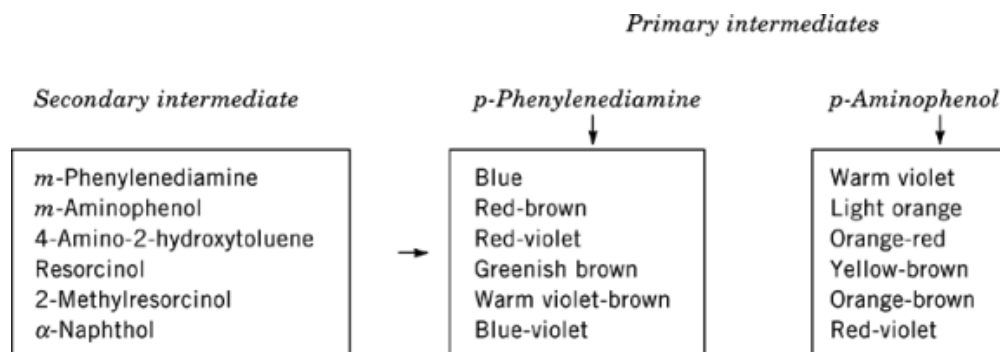 Primary intermediates
Secondary intermediate p-Phenylenediamine p-Aminophenol
m-Phenylenediamine Blue Warm violet
m-Aminophenol Red-brown Light orange
4-Amino-2-hydroxytoluene Red-violet Orange-red
Resorcinol Greenish brown Yellow-brown
2-Methylresorcinol Warm violet-brown Orange-brown
α-Naphthol Blue-violet Red-violet